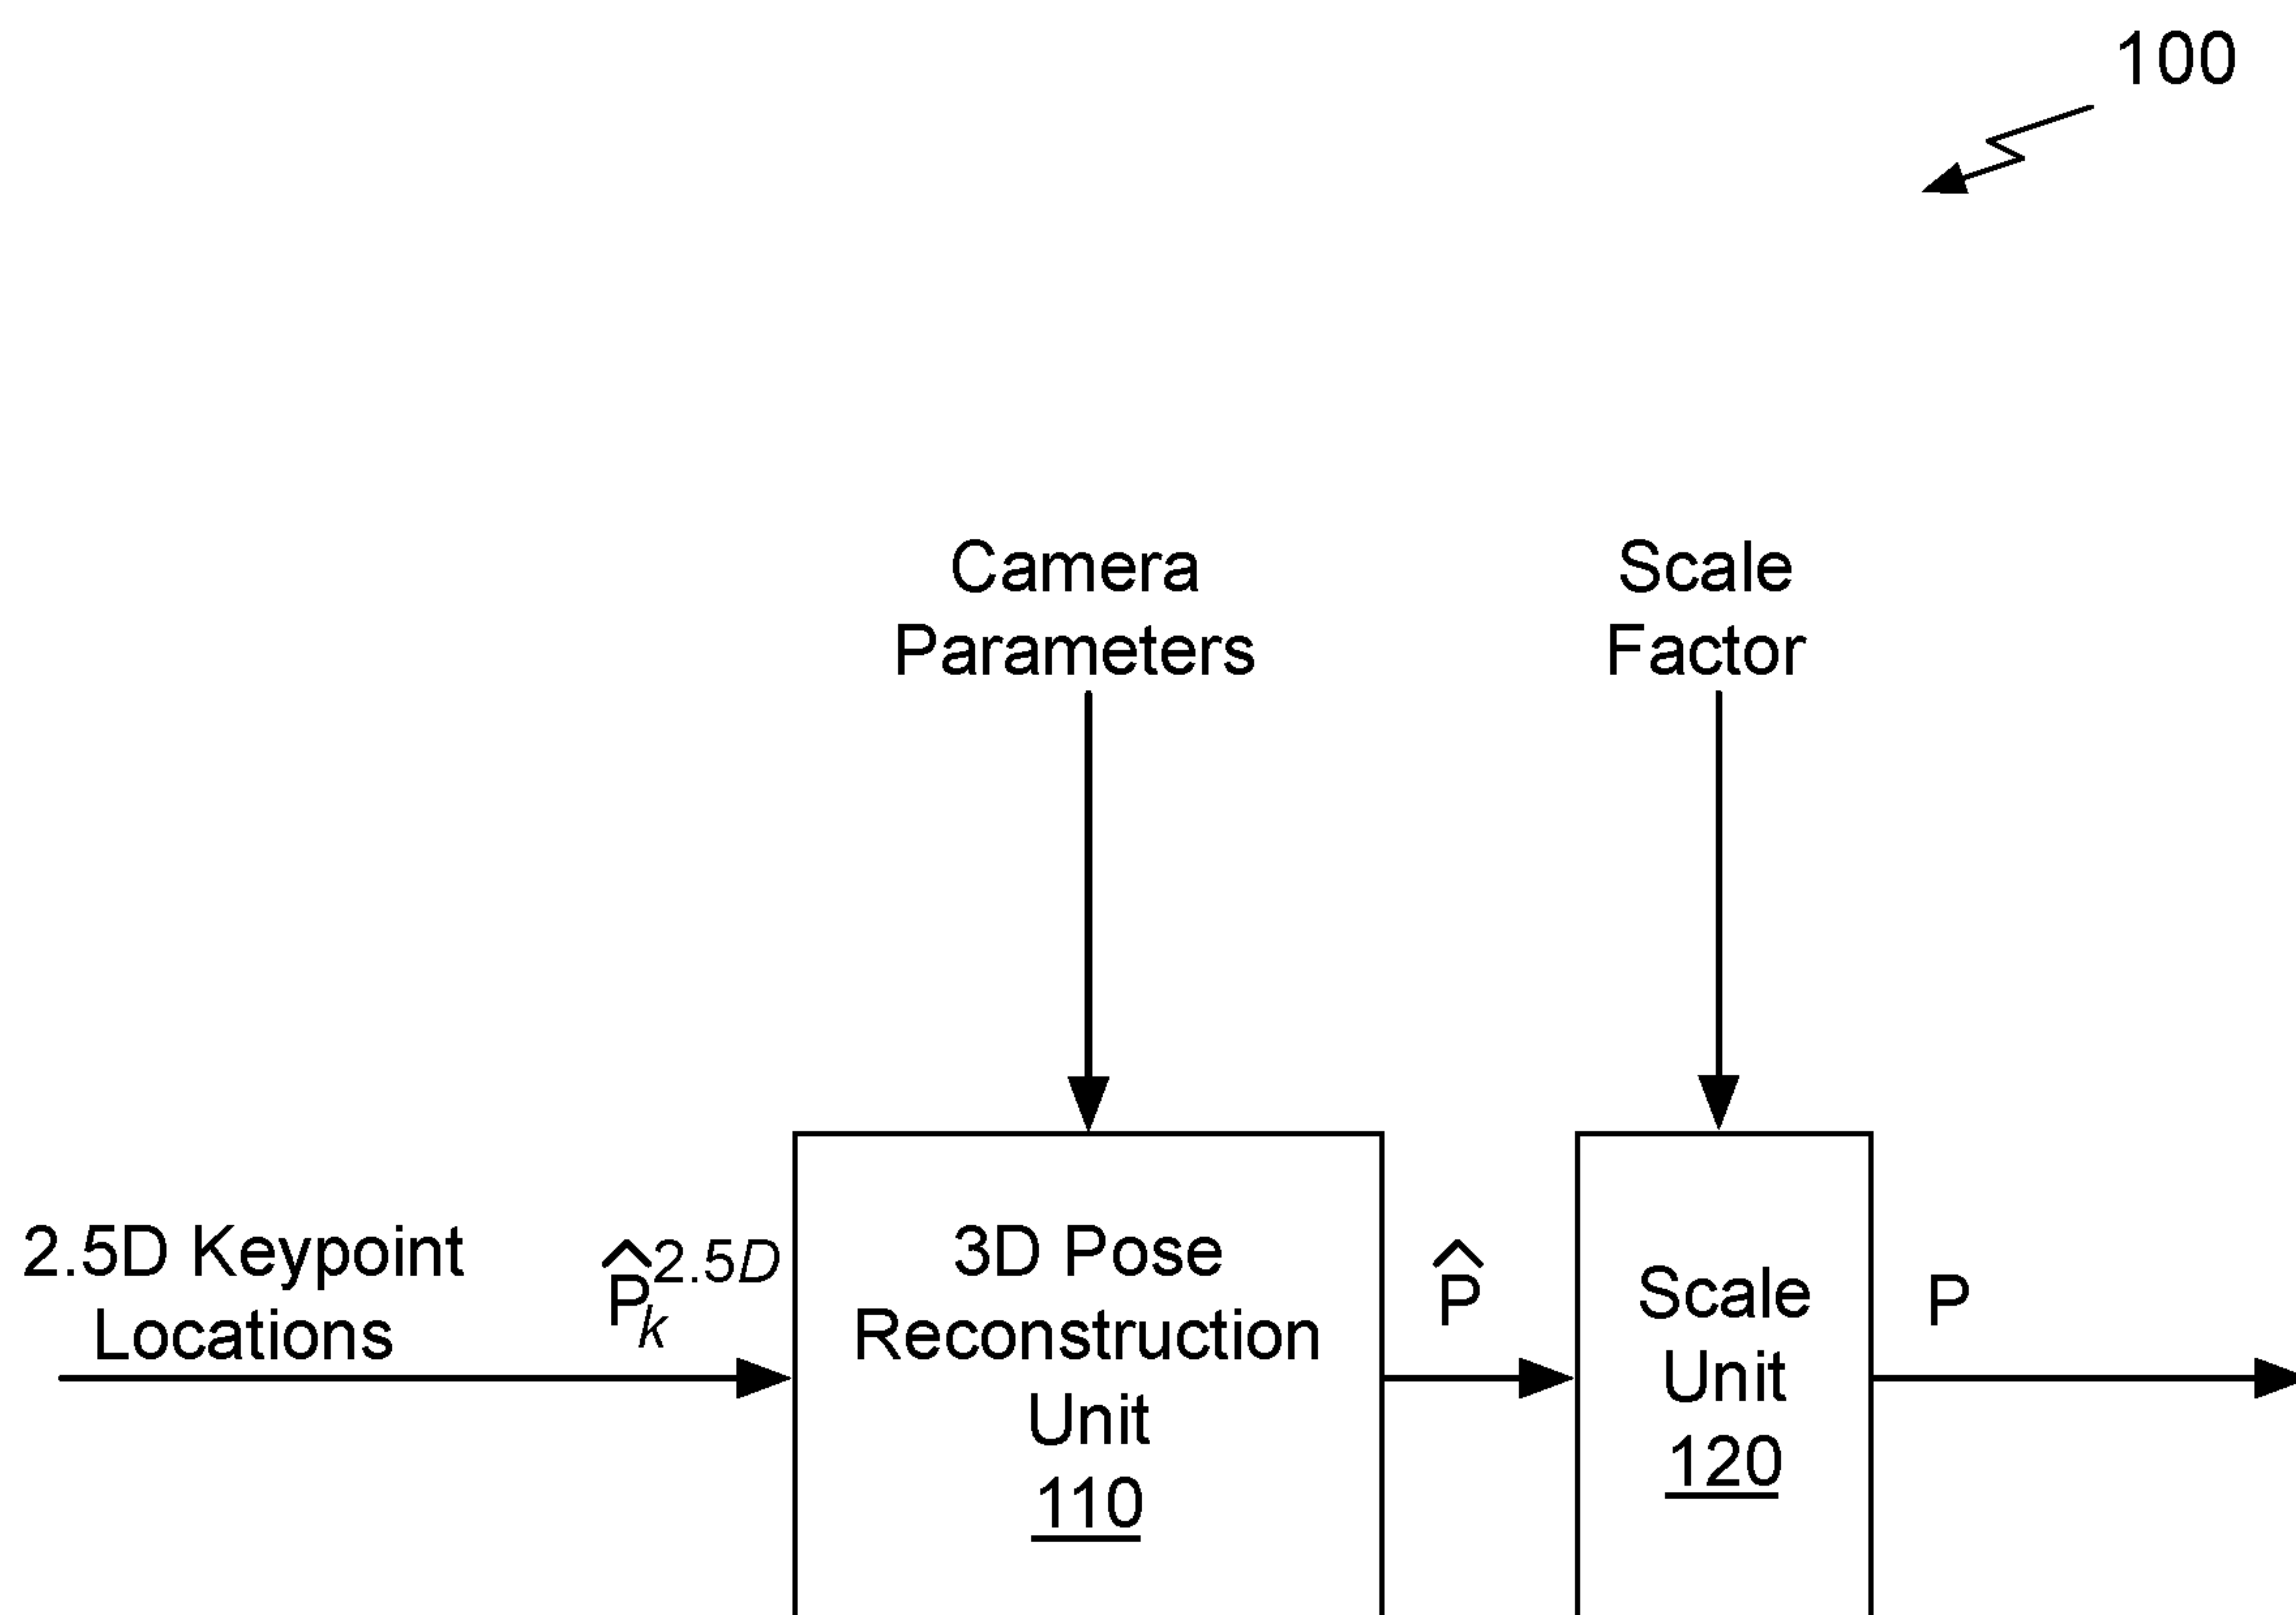 100
Camera
Parameters
Scale
Factor
2.5D Keypoint
Locations
P̂ₖ²·⁵ᴰ
3D Pose
Reconstruction
Unit
110
P̂
Scale
Unit
120
P